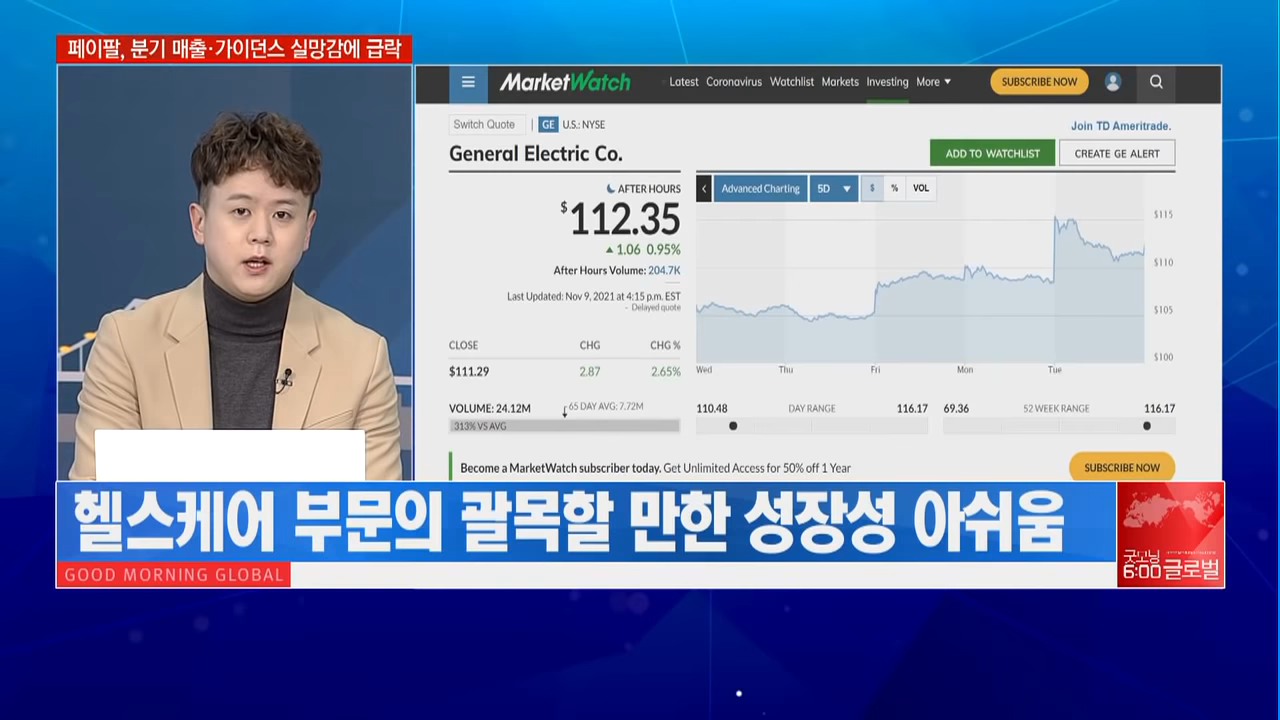 페이팔, 분기 매출·가이던스 실망감에 급락
MarketWatch
Latest Coronavirus Watchlist Markets Investing More
SUBSCRIBE NOW
Switch Quote | GE U.S.: NYSE
Join TD Ameritrade.
General Electric Co.
ADD TO WATCHLIST
CREATE GE ALERT
AFTER HOURS
$112.35
1.06 0.95%
After Hours Volume: 204.7K
Last Updated: Nov 9, 2021 at 4:15 p.m. EST
- Delayed quote
CLOSE CHG CHG %
$111.29 2.87 2.65%
VOLUME: 24.12M 65 DAY AVG: 7.72M
313% VS AVG
Advanced Charting 5D $ % VOL
$115
$110
$105
$100
Wed Thu Fri Mon Tue
110.48 DAY RANGE 116.17
69.36 52 WEEK RANGE 116.17
Become a MarketWatch subscriber today. Get Unlimited Access for 50% off 1 Year
SUBSCRIBE NOW
헬스케어 부문의 괄목할 만한 성장성 아쉬움
GOOD MORNING GLOBAL
굿모닝
6:00 글로벌